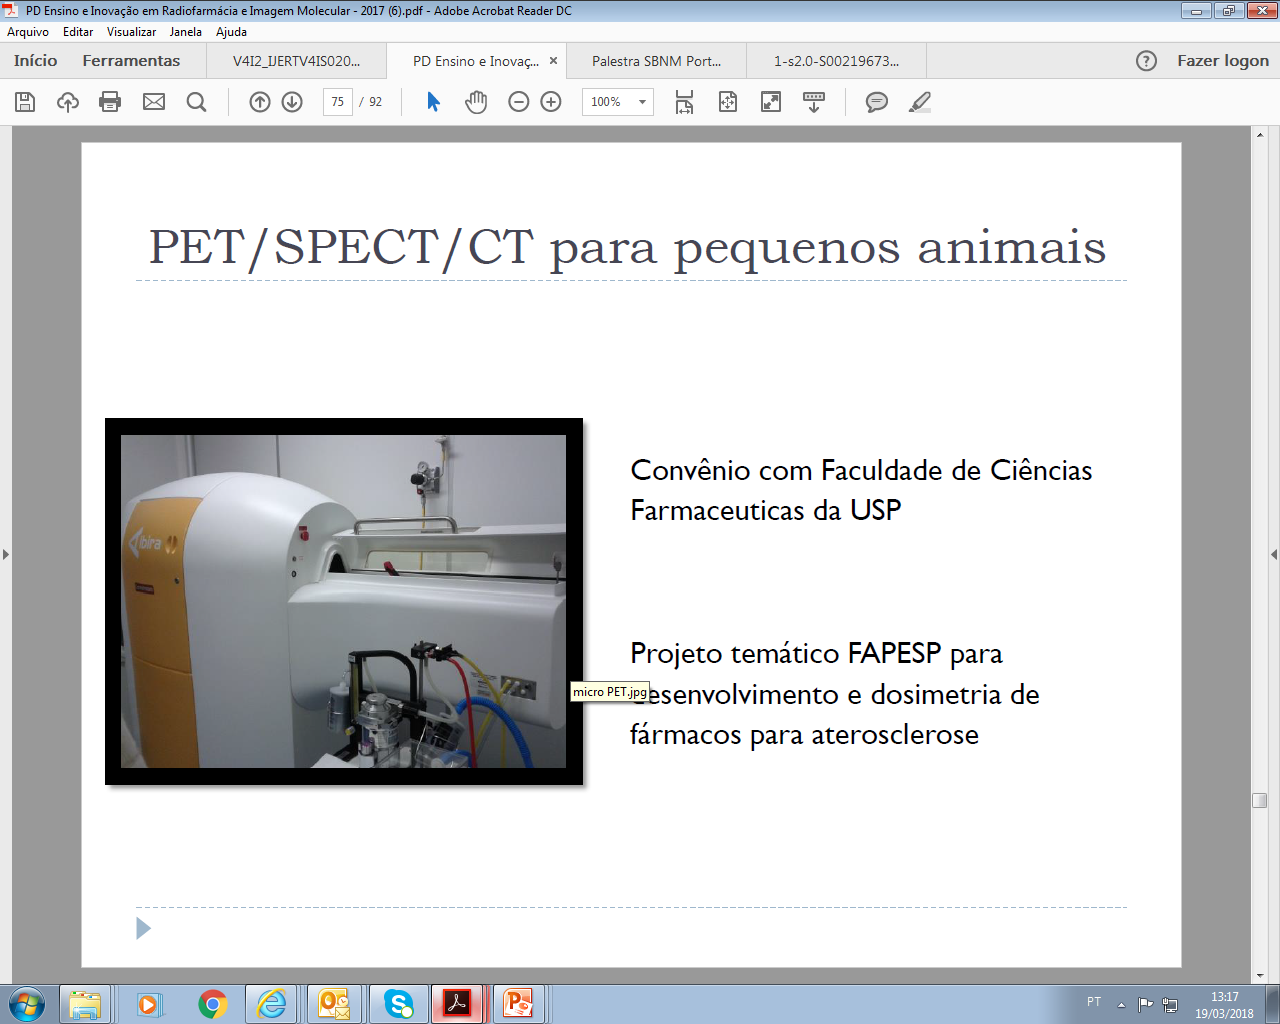 PD Ensino e Inovação em Radiofarmácia e Imagem Molecular - 2017 (6).pdf - Adobe Acrobat Reader DC
Arquivo Editar Visualizar Janela Ajuda
Início Ferramentas V4I2_IJERTV4IS020... PD Ensino e Inovaç... × Palestra SBNM Port... 1-s2.0-S00219673... ? Fazer logon
75 / 92 100%
PET/SPECT/CT para pequenos animais
Convênio com Faculdade de Ciências
Farmaceuticas da USP
albira
Projeto temático FAPESP para
micro PET.jpg
desenvolvimento e dosimetria de
fármacos para aterosclerose
PT
13:17
19/03/2018